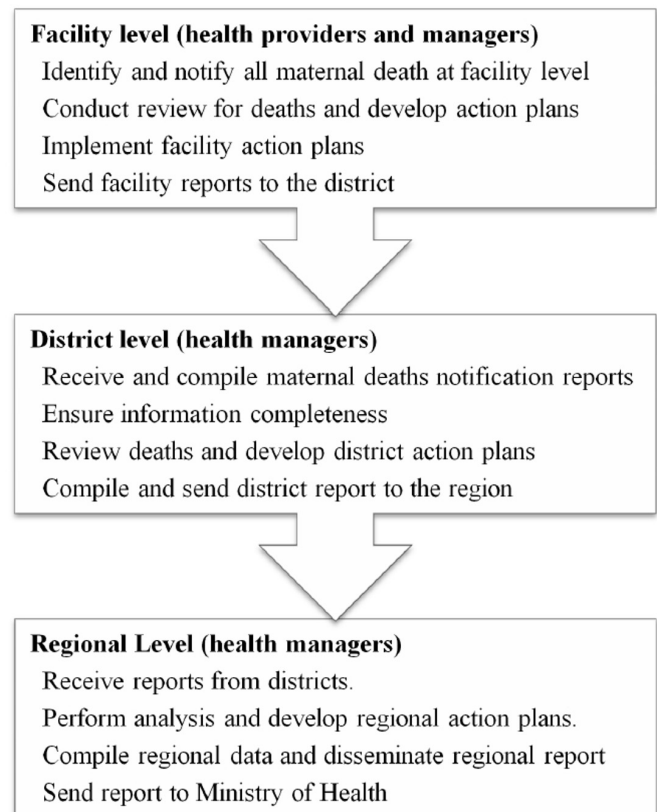 Facility level (health providers and managers)
Identify and notify all maternal death at facility level
Conduct review for deaths and develop action plans
Implement facility action plans
Send facility reports to the district
District level (health managers)
Receive and compile maternal deaths notification reports
Ensure information completeness
Review deaths and develop district action plans
Compile and send district report to the region
Regional Level (health managers)
Receive reports from districts.
Perform analysis and develop regional action plans.
Compile regional data and disseminate regional report
Send report to Ministry of Health